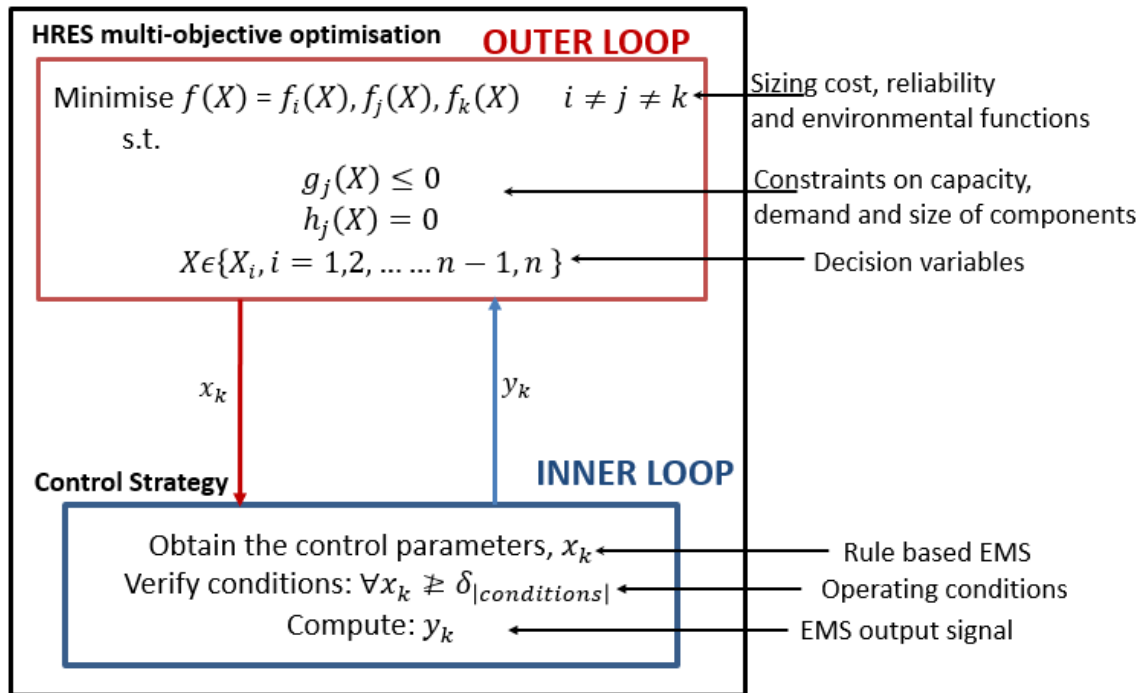 HRES multi-objective optimisation
OUTER LOOP
Minimise f(X) = f_i(X), f_j(X), f_k(X) i ≠ j ≠ k
s.t.
g_j(X) ≤ 0
h_j(X) = 0
Xϵ{X_i, i = 1,2, ... ... n − 1, n }
Sizing cost, reliability
and environmental functions
Constraints on capacity,
demand and size of components
Decision variables
x_k
y_k
Control Strategy
INNER LOOP
Obtain the control parameters, x_k
Verify conditions: ∀x_k ≵ δ_|conditions|
Compute: y_k
Rule based EMS
Operating conditions
EMS output signal